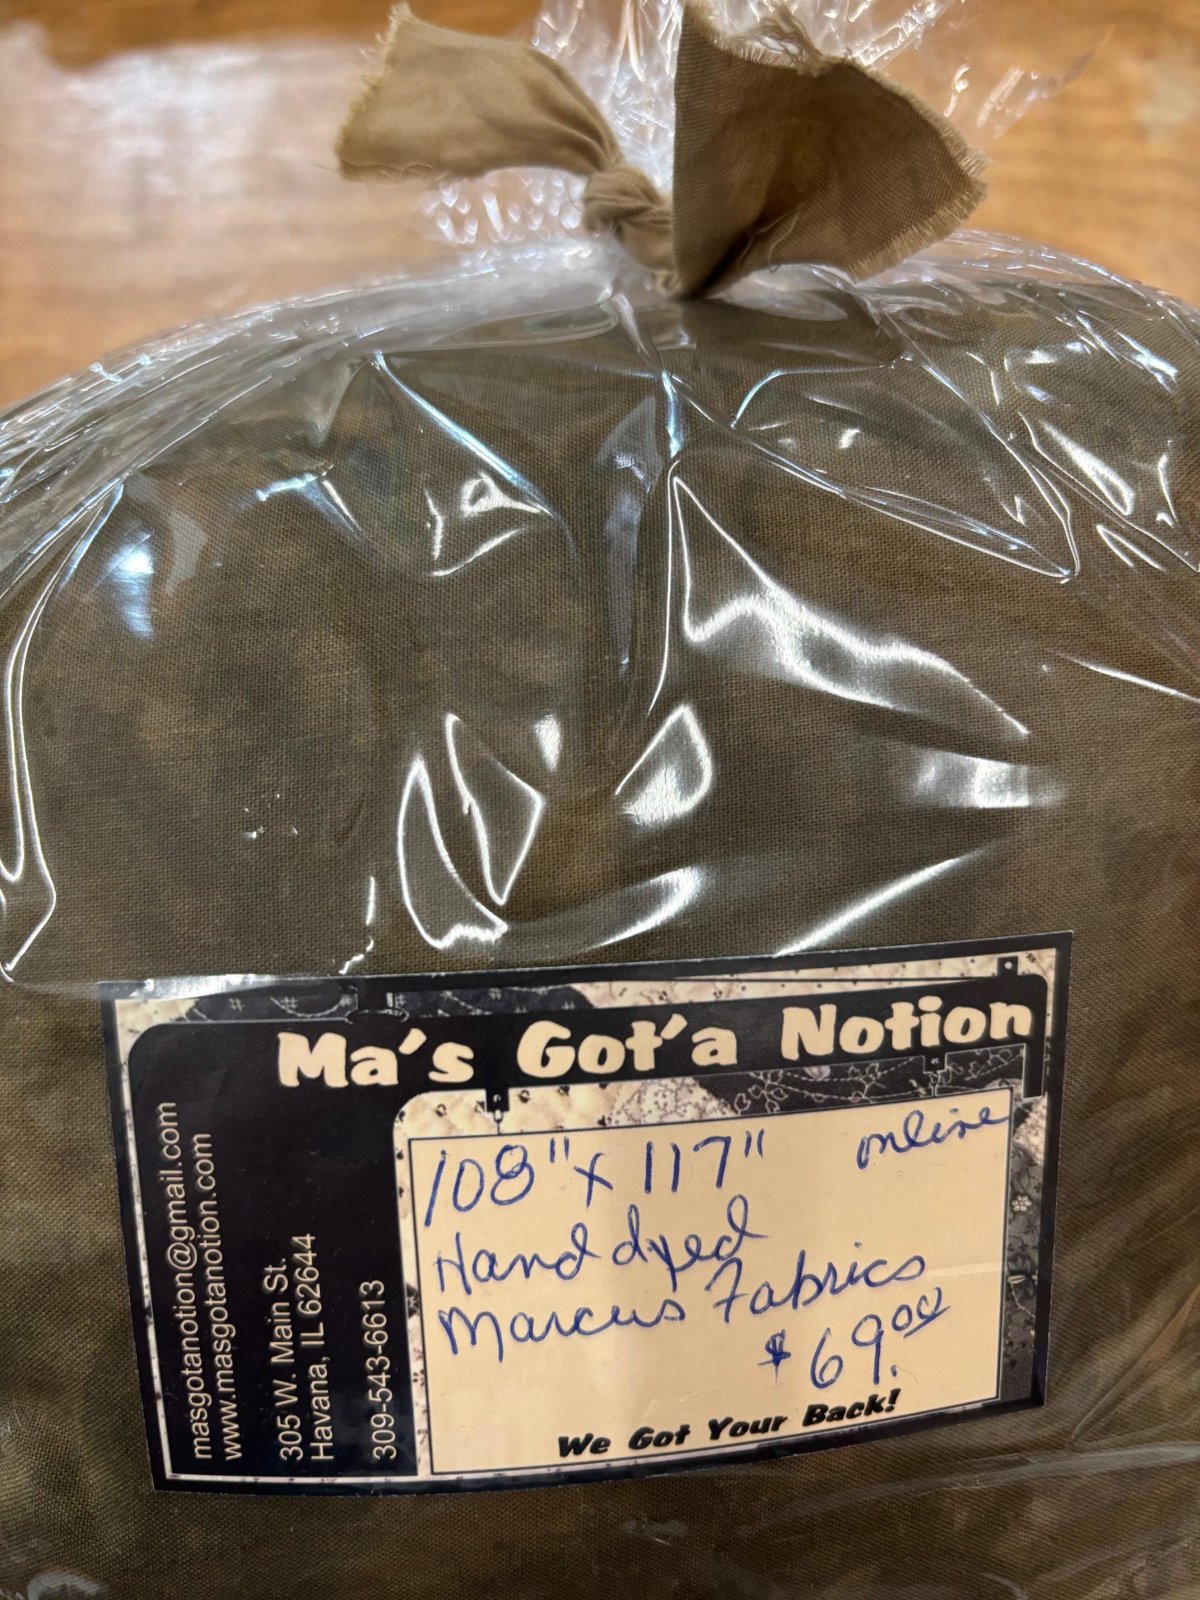 Ma's Got'a Notion
masgotanotion@gmail.com
www.masgotanotion.com
305 W. Main St.
Havana, IL 62644
309-543-6613
108" x 117" online
Hand dyed
Marcus Fabrics
$69.00
We Got Your Back!